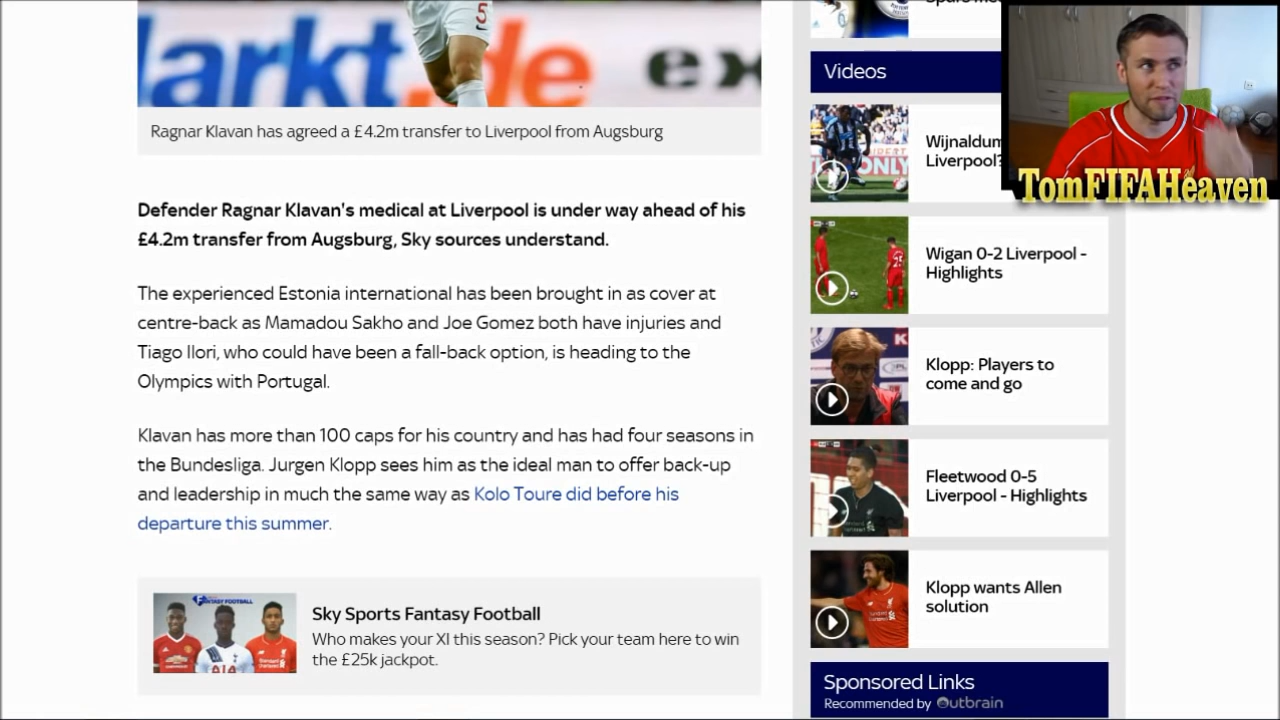 5
arkt de ex
Ragnar Klavan has agreed a £4.2m transfer to Liverpool from Augsburg
Defender Ragnar Klavan's medical at Liverpool is under way ahead of his
£4.2m transfer from Augsburg, Sky sources understand.
The experienced Estonia international has been brought in as cover at
centre-back as Mamadou Sakho and Joe Gomez both have injuries and
Tiago Ilori, who could have been a fall-back option, is heading to the
Olympics with Portugal.
Klavan has more than 100 caps for his country and has had four seasons in
the Bundesliga. Jurgen Klopp sees him as the ideal man to offer back-up
and leadership in much the same way as Kolo Toure did before his
departure this summer.
FANTASY FOOTBALL
AIA
Sky Sports Fantasy Football
Who makes your XI this season? Pick your team here to win
the £25k jackpot.
Videos
Wijnaldum
Liverpool?
ONLY
Wigan 0-2 Liverpool -
Highlights
Klopp: Players to
come and go
Fleetwood 0-5
Liverpool - Highlights
Klopp wants Allen
solution
Sponsored Links
Recommended by Outbrain
TomFIFAHeaven